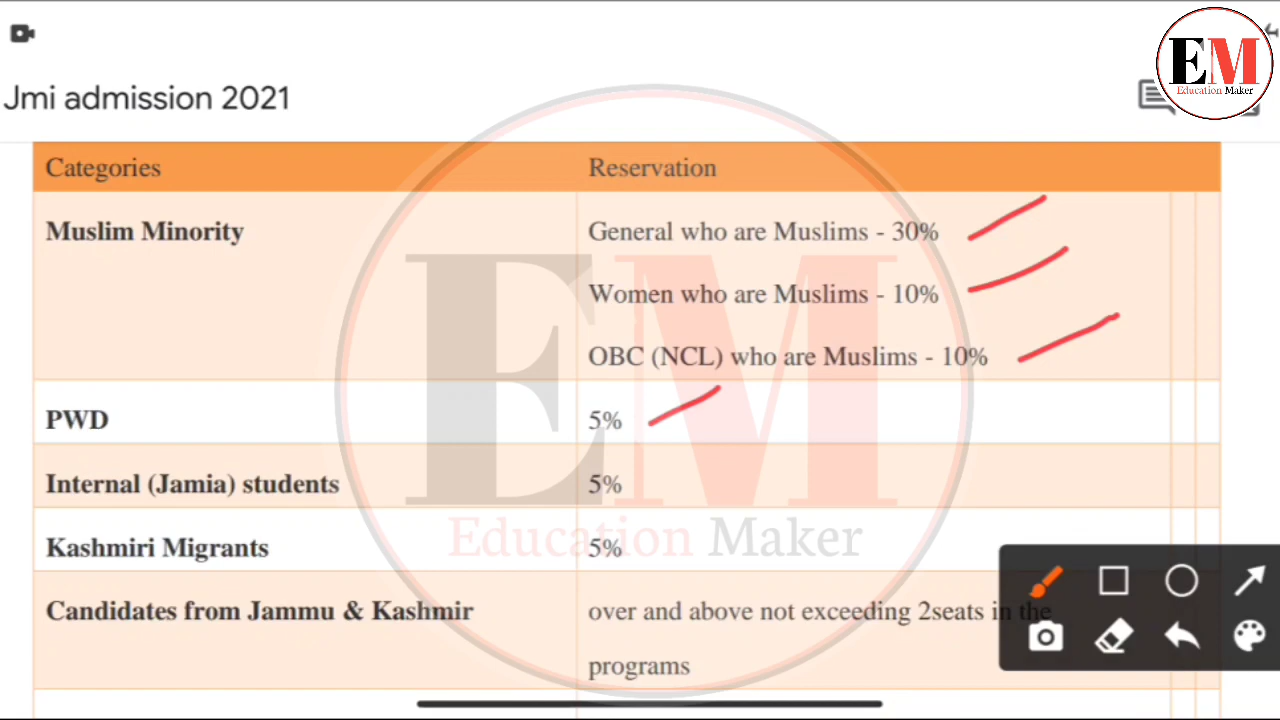 EM
Education Maker
Jmi admission 2021
Categories Reservation
Muslim Minority General who are Muslims - 30%
Women who are Muslims - 10%
OBC (NCL) who are Muslims - 10%
PWD 5%
Internal (Jamia) students 5%
Kashmiri Migrants 5%
Candidates from Jammu & Kashmir over and above not exceeding 2seats in the
programs
EM
Education Maker